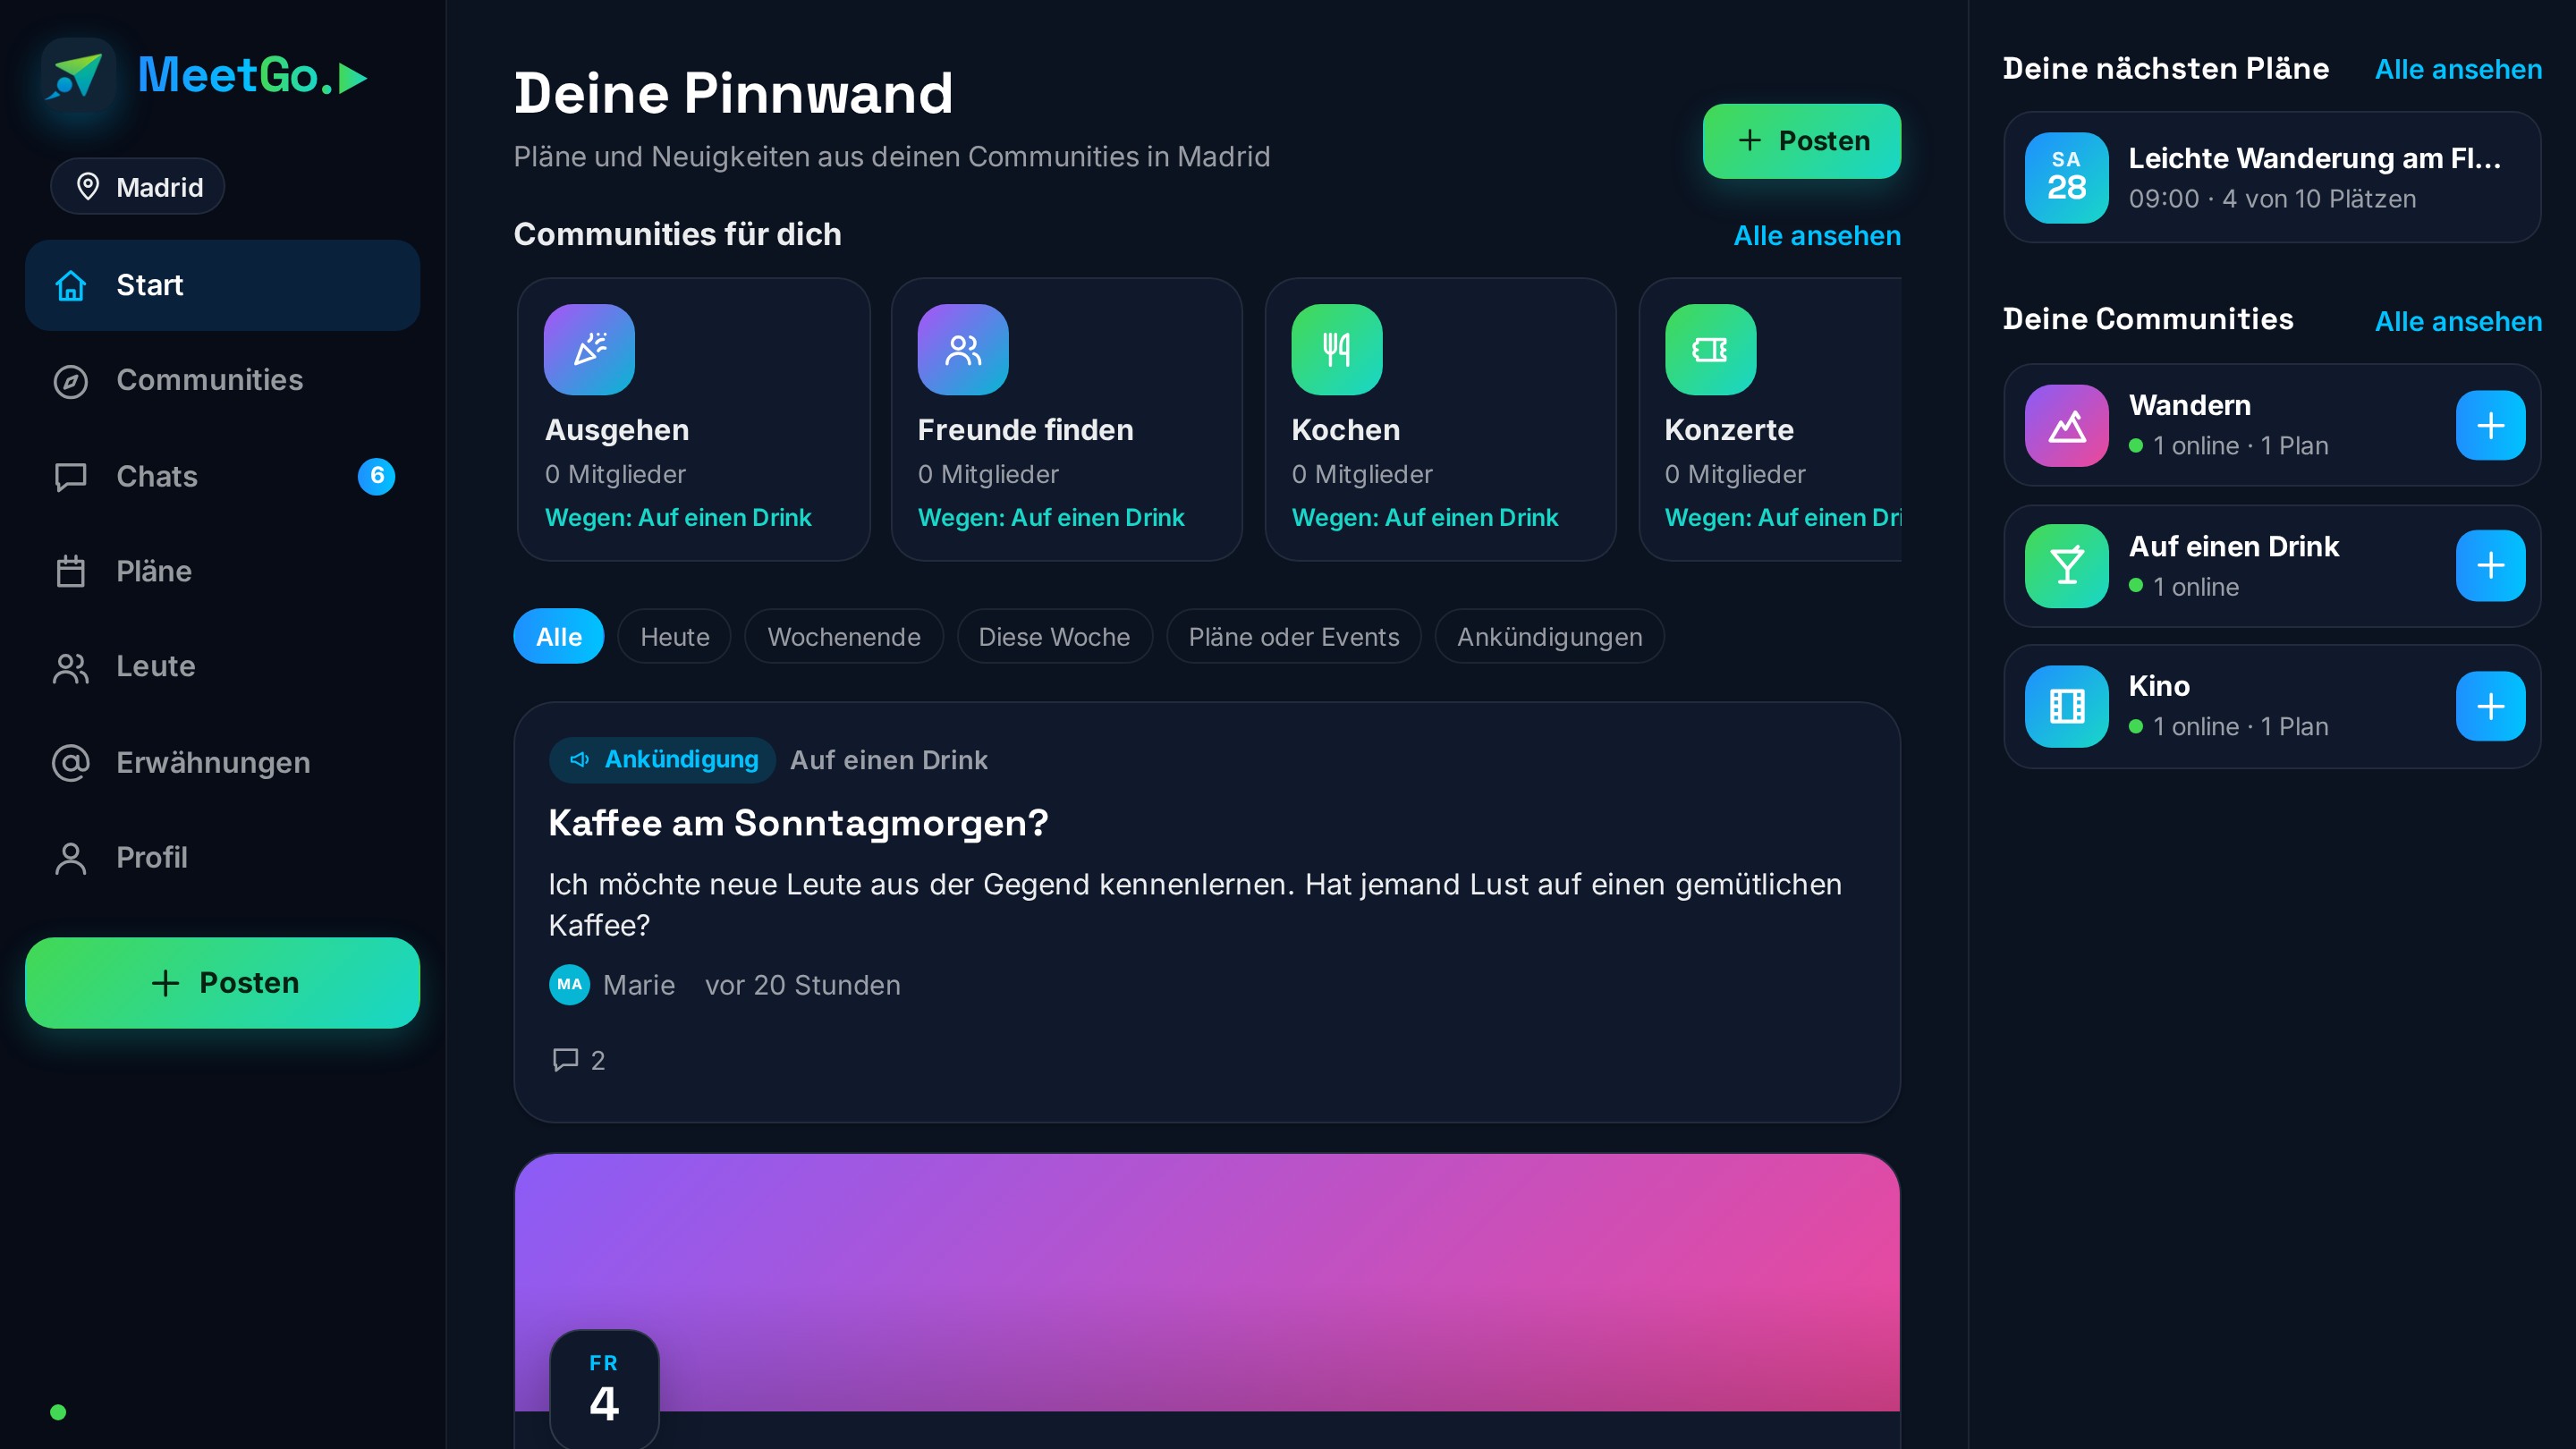 MeetGo.
Madrid
Start
Communities
Chats
6
Pläne
Leute
Erwähnungen
Profil
Posten
Deine Pinnwand
Pläne und Neuigkeiten aus deinen Communities in Madrid
Posten
Communities für dich
Alle ansehen
Ausgehen
0 Mitglieder
Wegen: Auf einen Drink
Freunde finden
0 Mitglieder
Wegen: Auf einen Drink
Kochen
0 Mitglieder
Wegen: Auf einen Drink
Konzerte
0 Mitglieder
Wegen: Auf einen Dri
Alle
Heute
Wochenende
Diese Woche
Pläne oder Events
Ankündigungen
Ankündigung
Auf einen Drink
Kaffee am Sonntagmorgen?
Ich möchte neue Leute aus der Gegend kennenlernen. Hat jemand Lust auf einen gemütlichen
Kaffee?
MA
Marie vor 20 Stunden
2
FR
4
Deine nächsten Pläne
Alle ansehen
SA
28
Leichte Wanderung am Fl...
09:00 · 4 von 10 Plätzen
Deine Communities
Alle ansehen
Wandern
1 online · 1 Plan
Auf einen Drink
1 online
Kino
1 online · 1 Plan